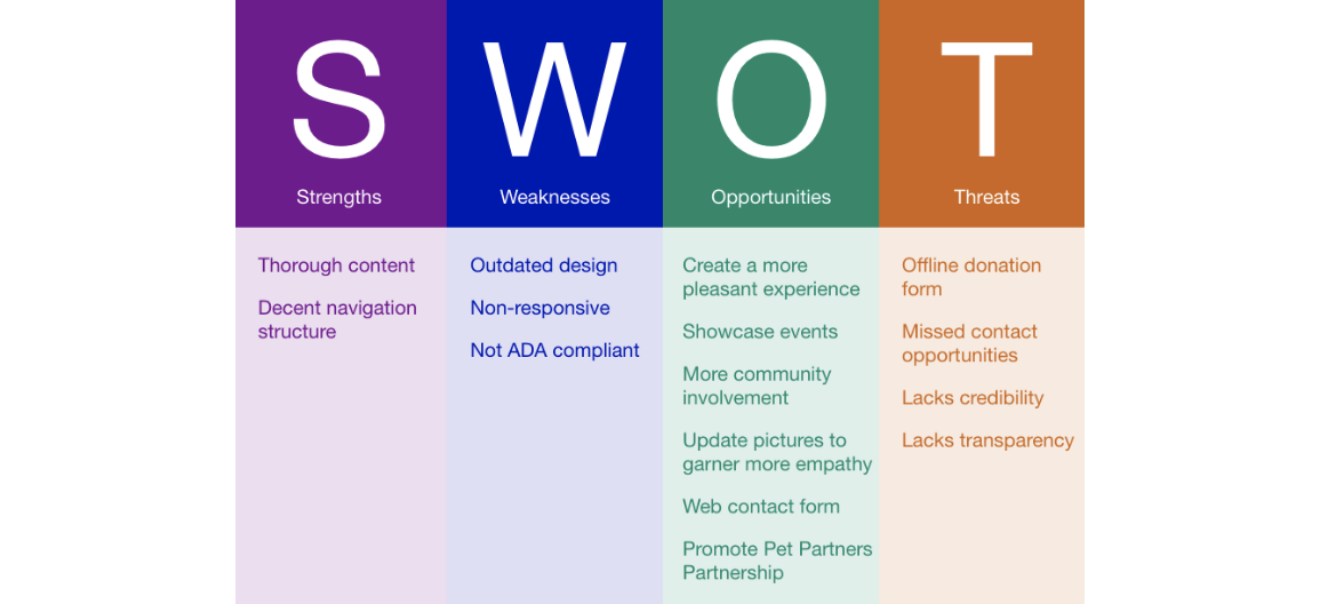 S
Strengths
Thorough content
Decent navigation
structure
W
Weaknesses
Outdated design
Non-responsive
Not ADA compliant
O
Opportunities
Create a more
pleasant experience
Showcase events
More community
involvement
Update pictures to
garner more empathy
Web contact form
Promote Pet Partners
Partnership
T
Threats
Offline donation
form
Missed contact
opportunities
Lacks credibility
Lacks transparency